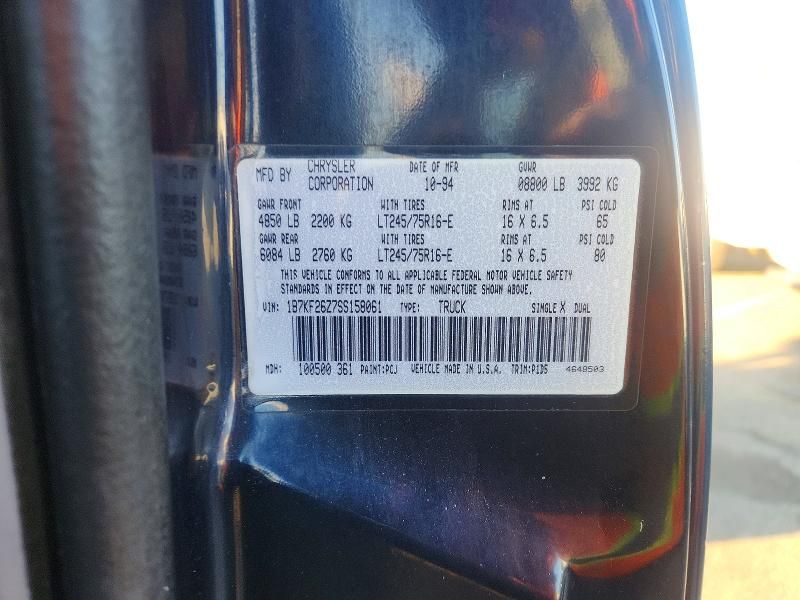 MFD BY CHRYSLER CORPORATION DATE OF MFR 10-94 GVWR 08800 LB 3992 KG
GAWR FRONT WITH TIRES RIMS AT PSI COLD
4850 LB 2200 KG LT245/75R16-E 16 X 6.5 65
GAWR REAR WITH TIRES RIMS AT PSI COLD
6084 LB 2760 KG LT245/75R16-E 16 X 6.5 80
THIS VEHICLE CONFORMS TO ALL APPLICABLE FEDERAL MOTOR VEHICLE SAFETY
STANDARDS IN EFFECT ON THE DATE OF MANUFACTURE SHOWN ABOVE.
VIN: 1B7KF26Z7SS158061 TYPE: TRUCK SINGLE X DUAL
MDH: 100500 361 PAINT:PCJ VEHICLE MADE IN U.S.A. TRIM:P1D5 4648503